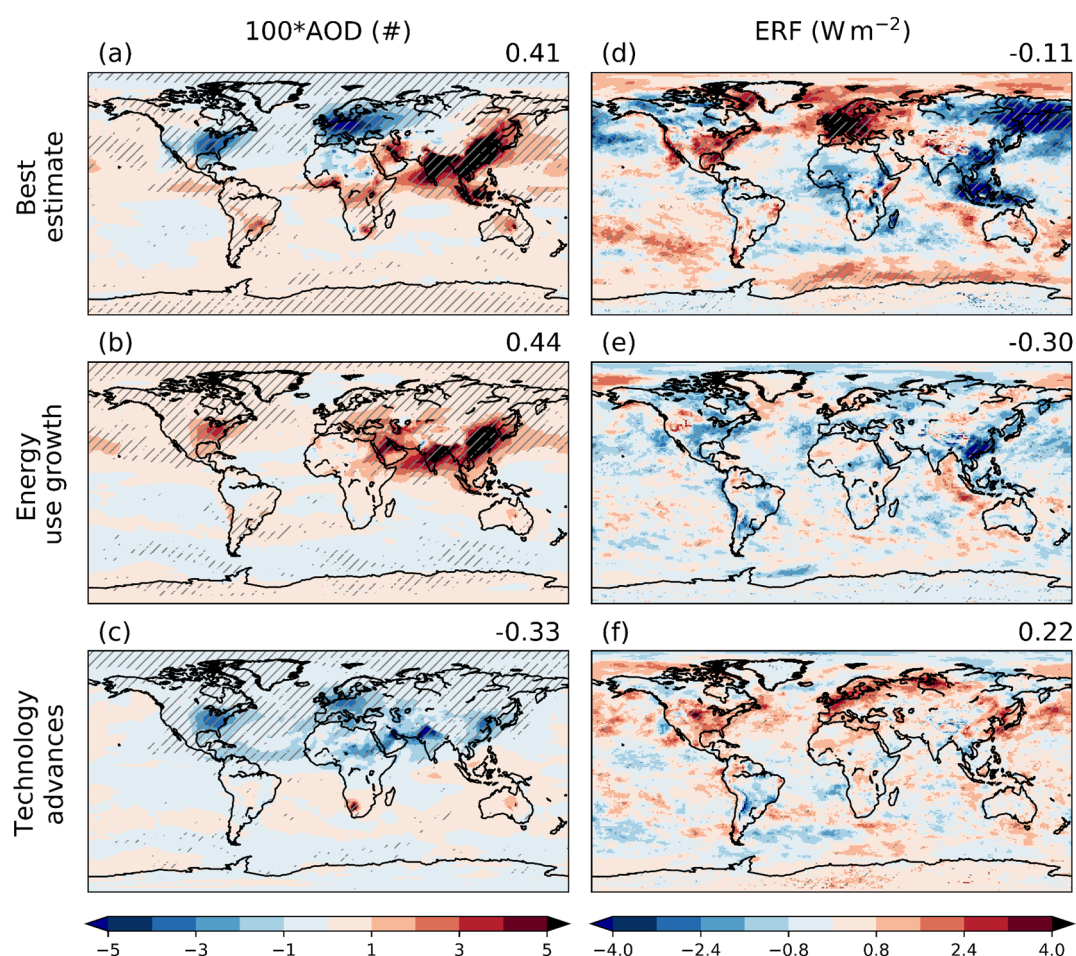 100*AOD (#)
ERF (W m⁻²)
(a)
0.41
(d)
-0.11
Best
estimate
(b)
0.44
(e)
-0.30
Energy
use growth
(c)
-0.33
(f)
0.22
Technology
advances
−5 −3 −1 1 3 5
−4.0 −2.4 −0.8 0.8 2.4 4.0